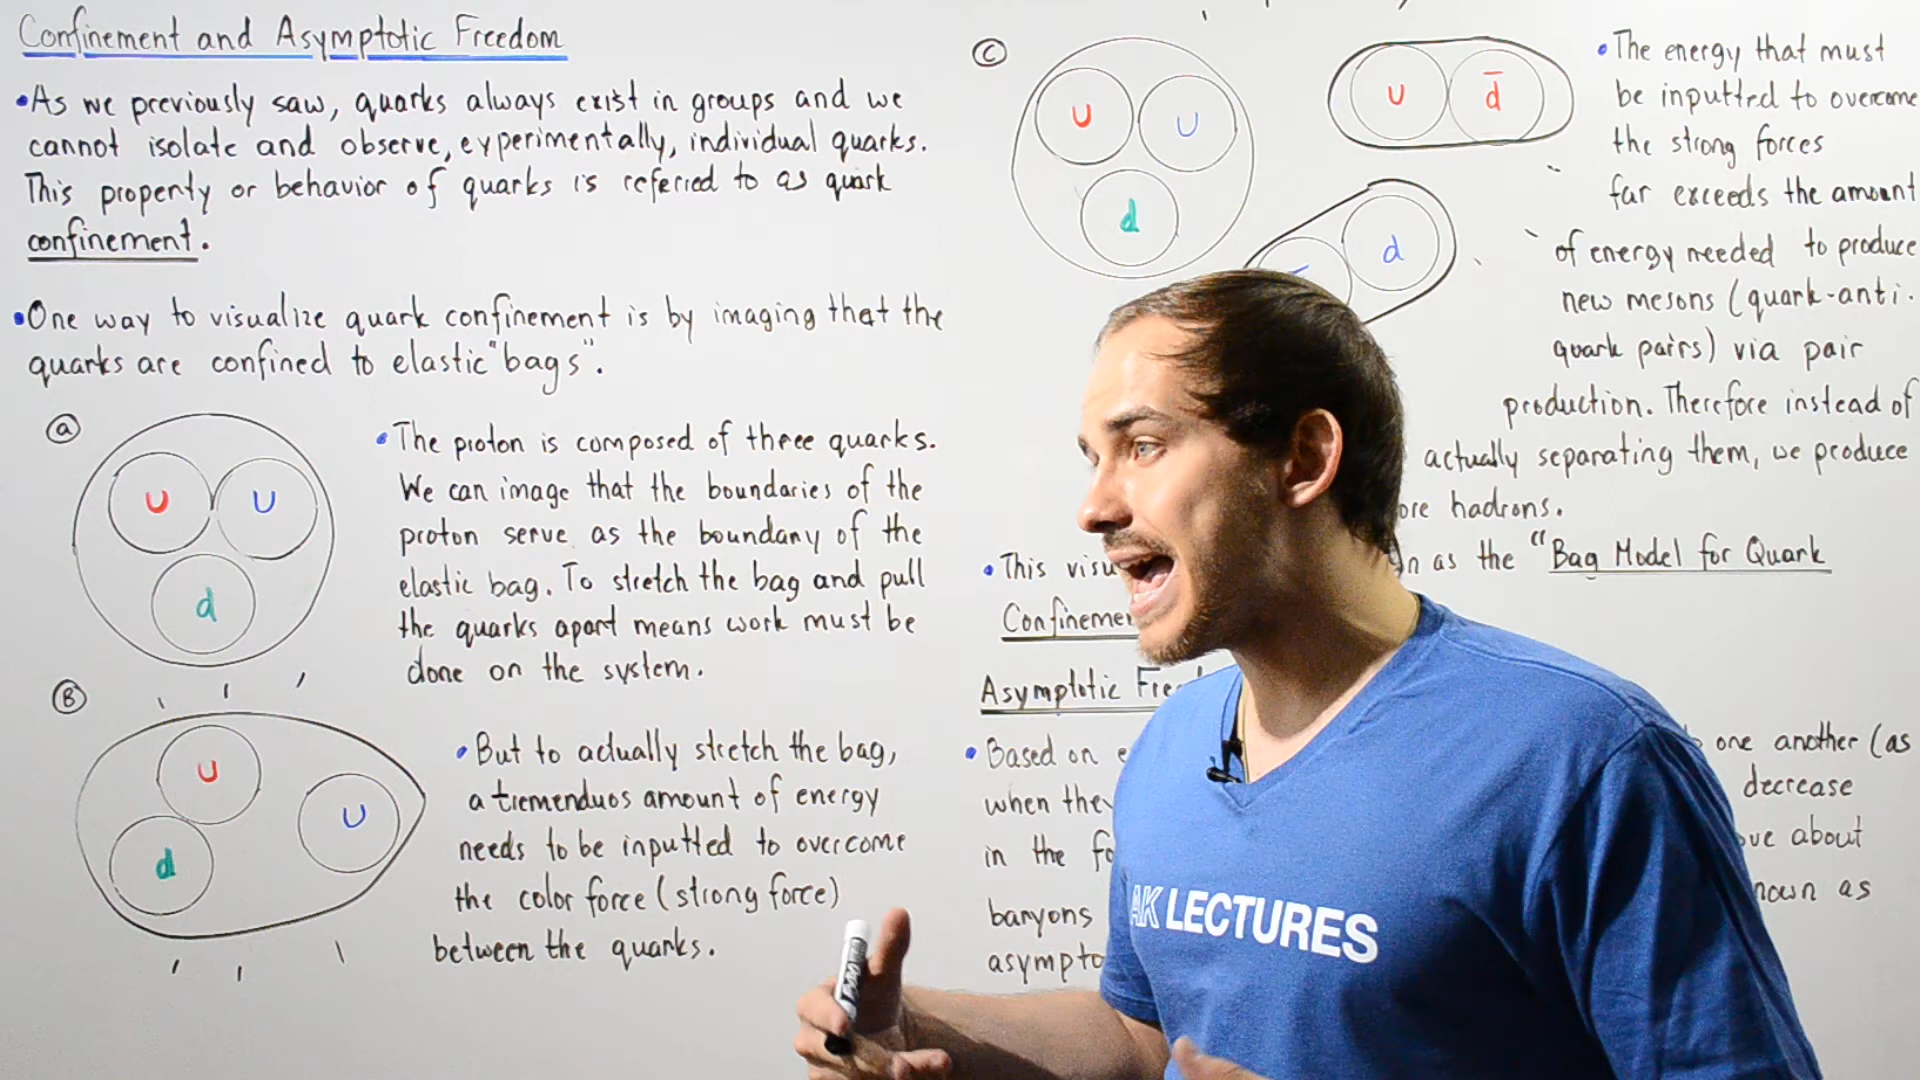 Confinement and Asymptotic Freedom
•As we previously saw, quarks always exist in groups and we
cannot isolate and observe, experimentally, individual quarks.
This property or behavior of quarks is referred to as quark
confinement.
•One way to visualize quark confinement is by imaging that the
quarks are confined to elastic "bags".
a
U
U
d
•The proton is composed of three quarks.
We can image that the boundaries of the
proton serve as the boundary of the
elastic bag. To stretch the bag and pull
the quarks apart means work must be
done on the system.
B
U
U
d
•But to actually stretch the bag,
a tremenduos amount of energy
needs to be inputted to overcome
the color force (strong force)
between the quarks.
C
U
U
d
U
d̅
d
•The energy that must
be inputted to overcome
the strong forces
far exceeds the amount
of energy needed to produce
new mesons (quark-anti-
quark pairs) via pair
production. Therefore instead of
actually separating them, we produce
hadrons.
•This as the "Bag Model for Quark
Asymptotic
•Based on one another (as
when they decrease
in the about
baryons as
AK LECTURES